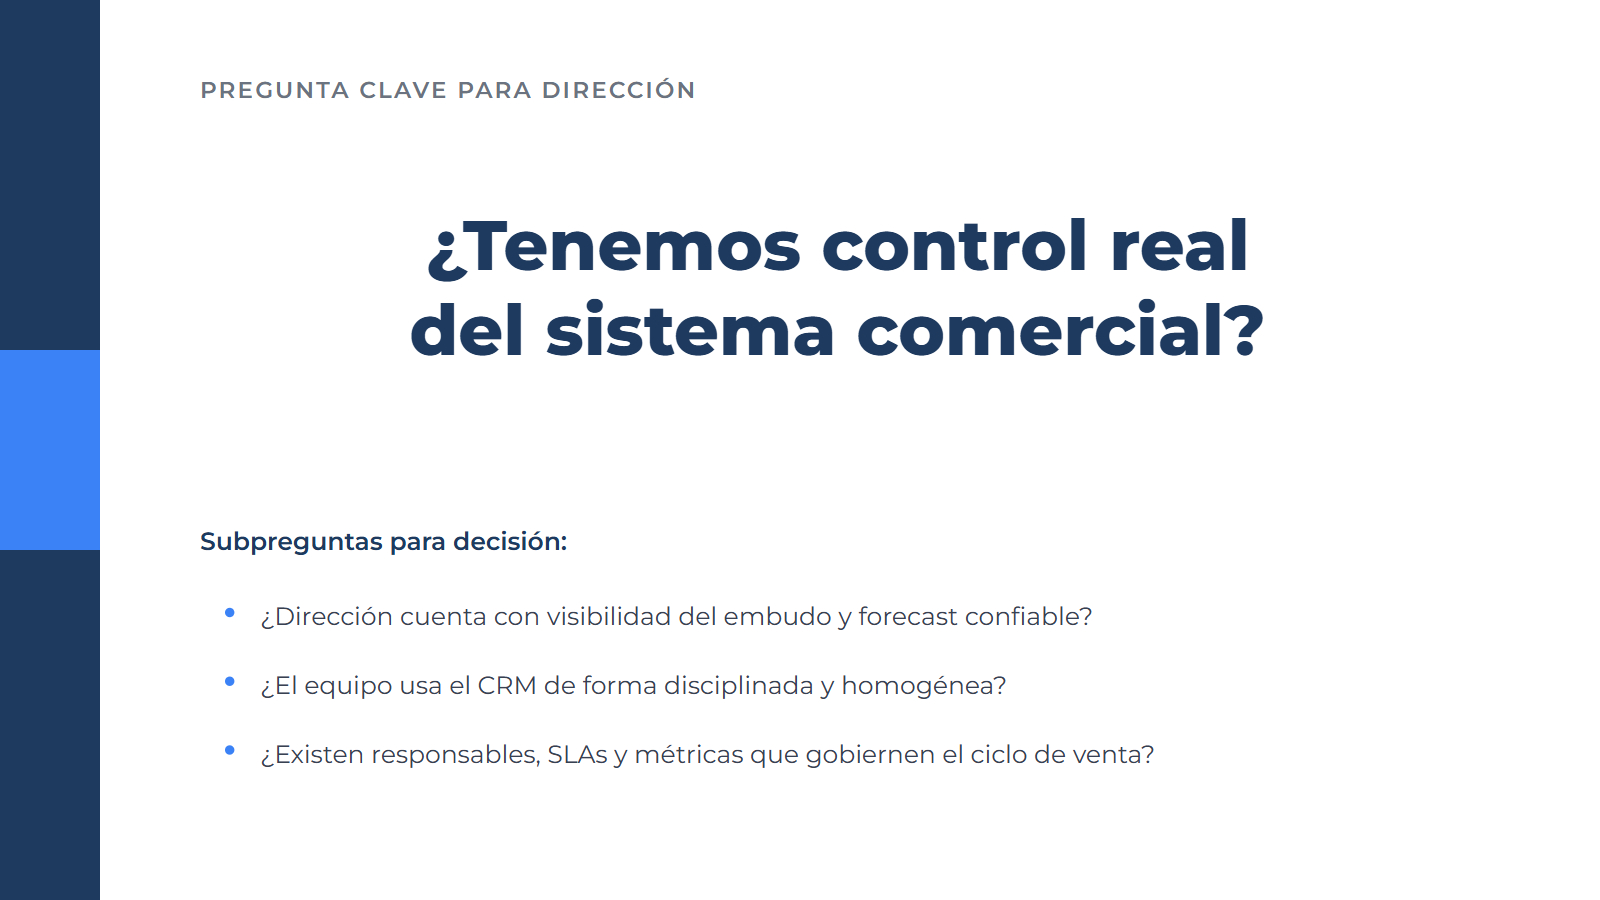 PREGUNTA CLAVE PARA DIRECCIÓN
¿Tenemos control real
del sistema comercial?
Subpreguntas para decisión:
• ¿Dirección cuenta con visibilidad del embudo y forecast confiable?
• ¿El equipo usa el CRM de forma disciplinada y homogénea?
• ¿Existen responsables, SLAs y métricas que gobiernen el ciclo de venta?